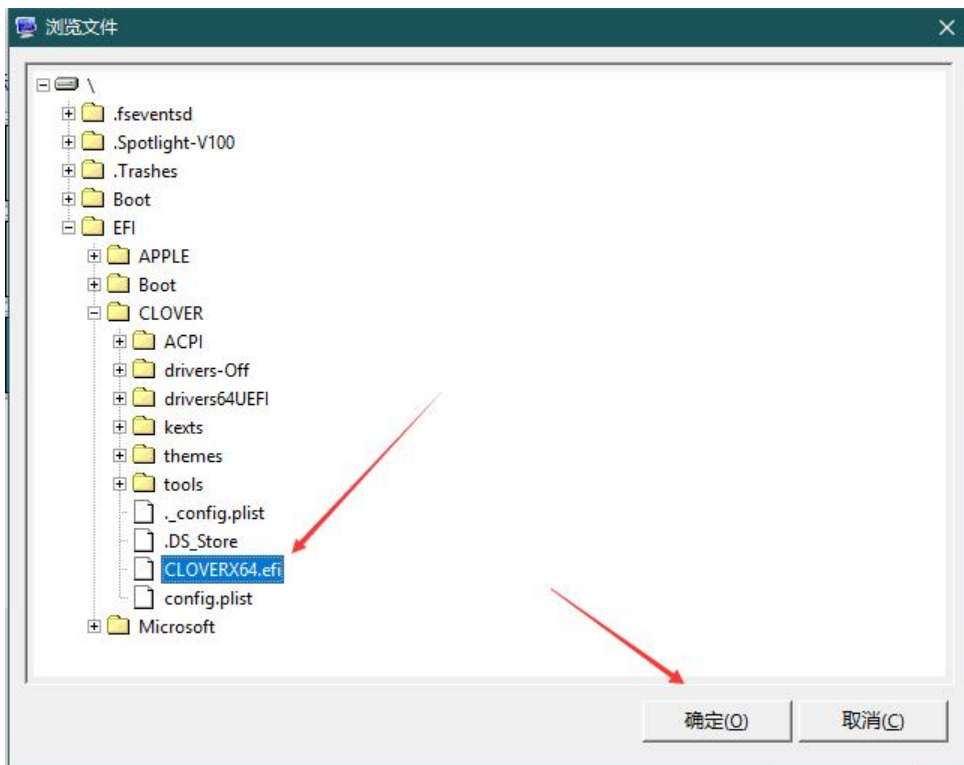 浏览文件
\
.fseventsd
.Spotlight-V100
.Trashes
Boot
EFI
APPLE
Boot
CLOVER
ACPI
drivers-Off
drivers64UEFI
kexts
themes
tools
._config.plist
.DS_Store
CLOVERX64.efi
config.plist
Microsoft
确定(O) 取消(C)